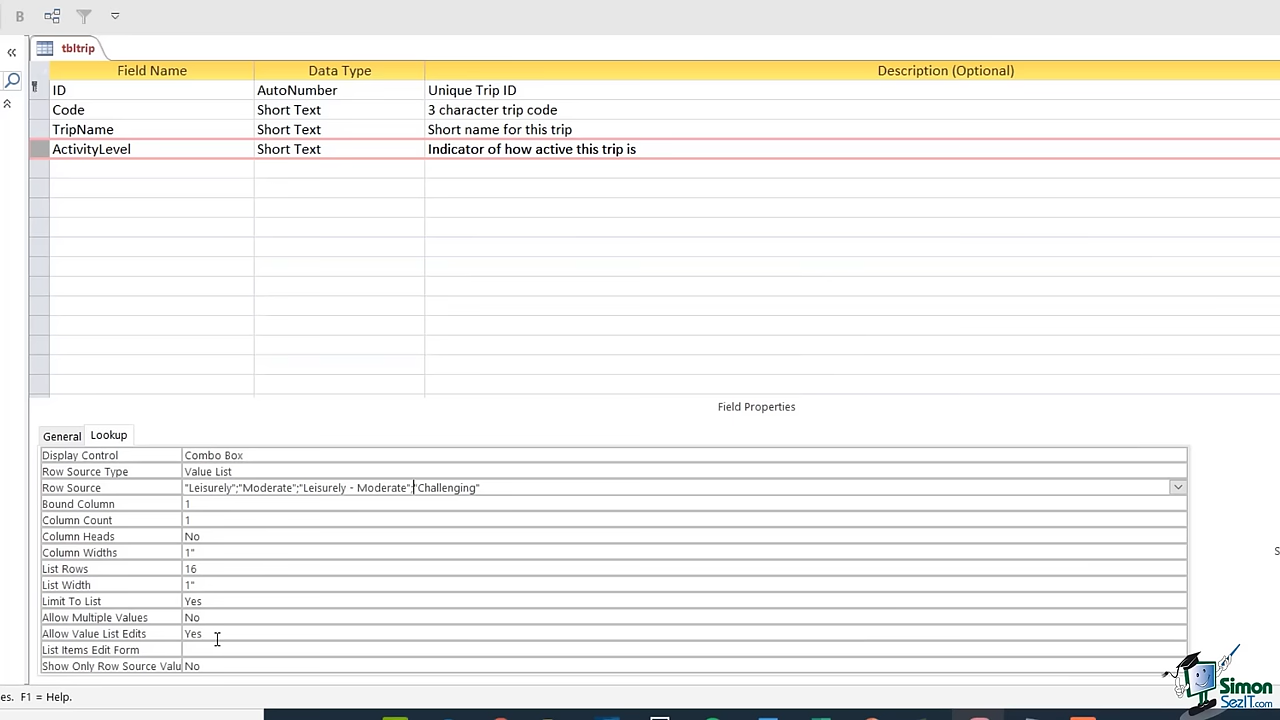 B
tbltrip
Field Name Data Type Description (Optional)
ID AutoNumber Unique Trip ID
Code Short Text 3 character trip code
TripName Short Text Short name for this trip
ActivityLevel Short Text Indicator of how active this trip is
Field Properties
General Lookup
Display Control Combo Box
Row Source Type Value List
Row Source "Leisurely";"Moderate";"Leisurely - Moderate";"Challenging"
Bound Column 1
Column Count 1
Column Heads No
Column Widths 1"
List Rows 16
List Width 1"
Limit To List Yes
Allow Multiple Values No
Allow Value List Edits Yes
List Items Edit Form
Show Only Row Source Valu No
S
es. F1 = Help.
Simon
SezIT.com